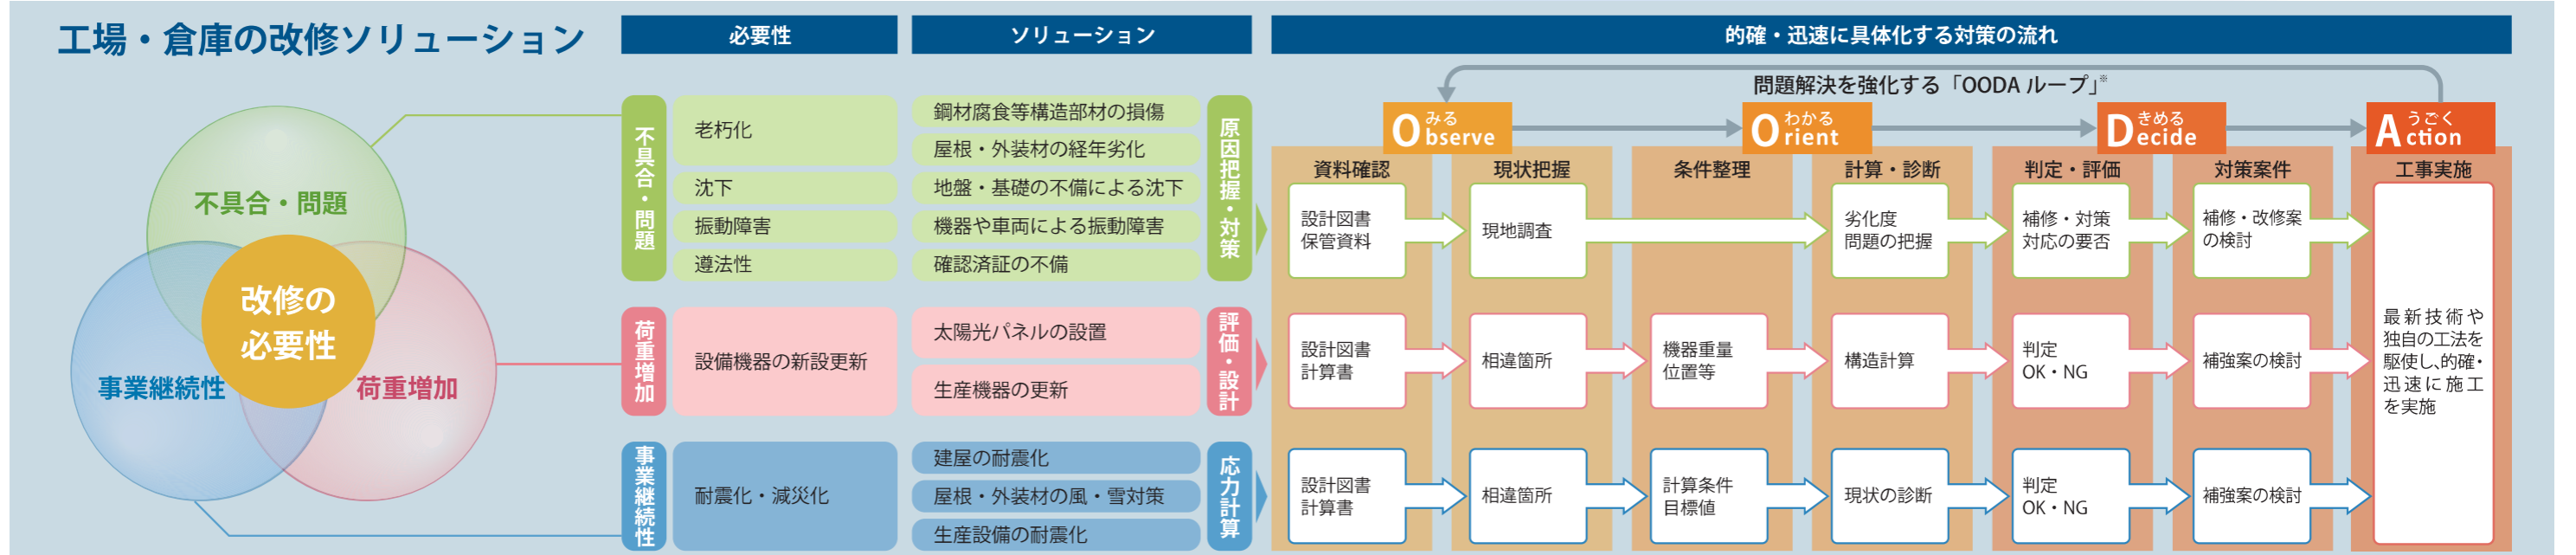 工場・倉庫の改修ソリューション
必要性
ソリューション
的確・迅速に具体化する対策の流れ
問題解決を強化する「OODA ループ」※
不具合・問題
改修の
必要性
事業継続性
荷重増加
不具合・問題
老朽化
沈下
振動障害
遵法性
鋼材腐食等構造部材の損傷
屋根・外装材の経年劣化
地盤・基礎の不備による沈下
機器や車両による振動障害
確認済証の不備
原因把握・対策
荷重増加
設備機器の新設更新
太陽光パネルの設置
生産機器の更新
評価・設計
事業継続性
耐震化・減災化
建屋の耐震化
屋根・外装材の風・雪対策
生産設備の耐震化
応力計算
みる
Observe
わかる
Orient
きめる
Decide
うごく
Action
資料確認
現状把握
条件整理
計算・診断
判定・評価
対策案件
工事実施
設計図書
保管資料
現地調査
劣化度
問題の把握
補修・対策
対応の要否
補修・改修案
の検討
設計図書
計算書
相違箇所
機器重量
位置等
構造計算
判定
OK・NG
補強案の検討
設計図書
計算書
相違箇所
計算条件
目標値
現状の診断
判定
OK・NG
補強案の検討
最新技術や
独自の工法を
駆使し、的確・
迅速に施工
を実施